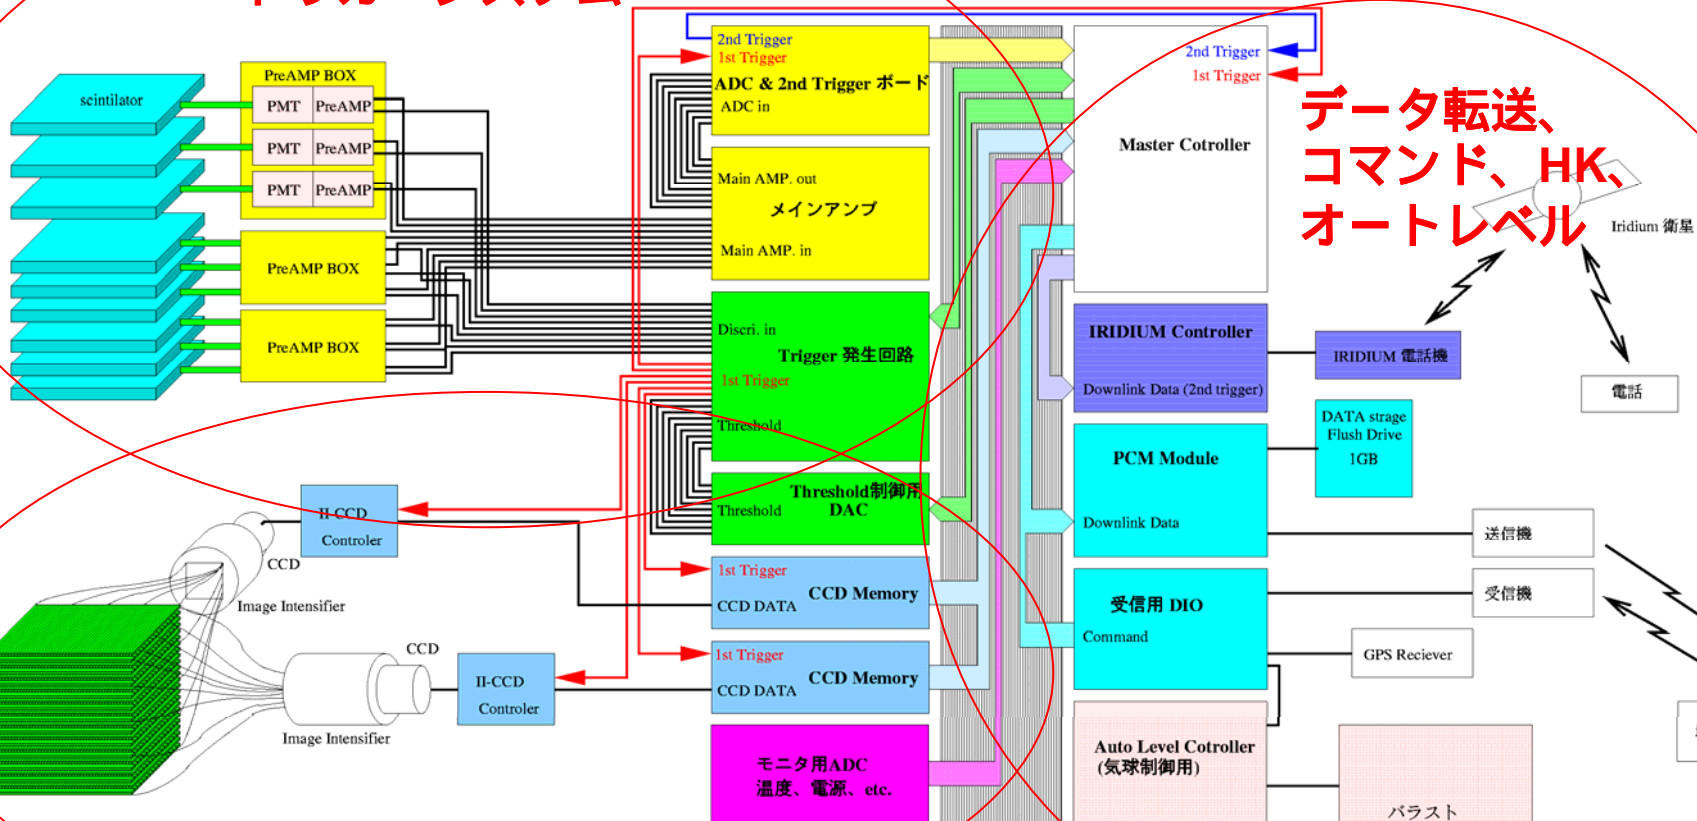 トリガーシステム
データ転送、
コマンド、HK、
オートレベル
scintilator
PreAMP BOX
PMT PreAMP
PMT PreAMP
PMT PreAMP
PreAMP BOX
PreAMP BOX
2nd Trigger
1st Trigger
ADC & 2nd Trigger ボード
ADC in
Main AMP. out
メインアンプ
Main AMP. in
Discri. in
Trigger 発生回路
1st Trigger
Threshold
Threshold制御用
DAC
Threshold
1st Trigger
CCD Memory
CCD DATA
1st Trigger
CCD Memory
CCD DATA
モニタ用ADC
温度、電源、etc.
II-CCD
Controler
CCD
Image Intensifier
CCD
II-CCD
Controler
Image Intensifier
2nd Trigger
1st Trigger
Master Cotroller
IRIDIUM Controller
Downlink Data (2nd trigger)
PCM Module
Downlink Data
受信用 DIO
Command
Auto Level Cotroller
(気球制御用)
Iridium 衛星
IRIDIUM 電話機
電話
DATA strage
Flush Drive
1GB
送信機
受信機
GPS Reciever
バラスト